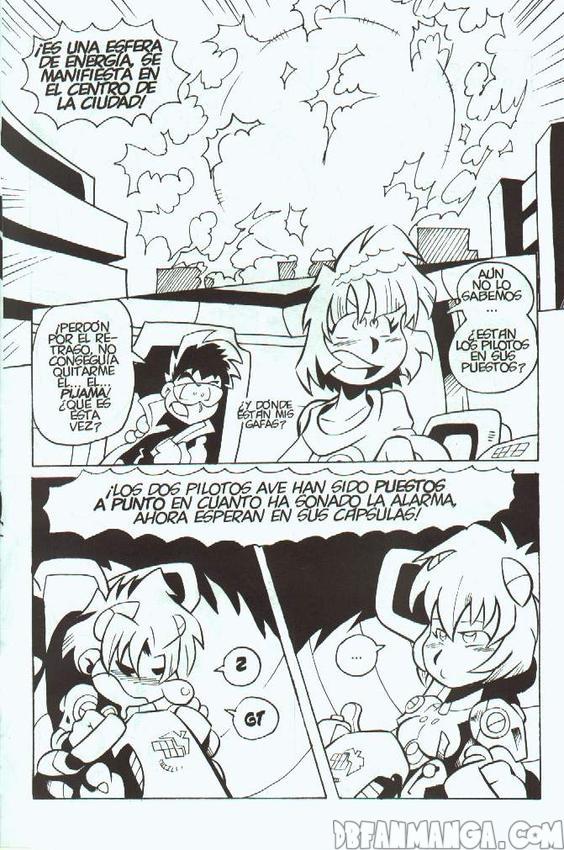 ¡ES UNA ESFERA
DE ENERGÍA, SE
MANIFIESTA EN
EL CENTRO DE
LA CIUDAD!
¡PERDÓN
POR EL RE-
TRASO, NO
CONSEGUÍA
QUITARME
EL... EL...
PIJAMA!
¿QUE ES
ESTA
VEZ?
¿Y DÓNDE
ESTÁN MIS
GAFAS?
AÚN
NO LO
SABEMOS
...
¿ESTÁN
LOS PILOTOS
EN SUS
PUESTOS?
¡LOS DOS PILOTOS AVE HAN SIDO PUESTOS
A PUNTO EN CUANTO HA SONADO LA ALARMA,
AHORA ESPERAN EN SUS CÁPSULAS!
Z
GT
...
DBFANMANGA.COM